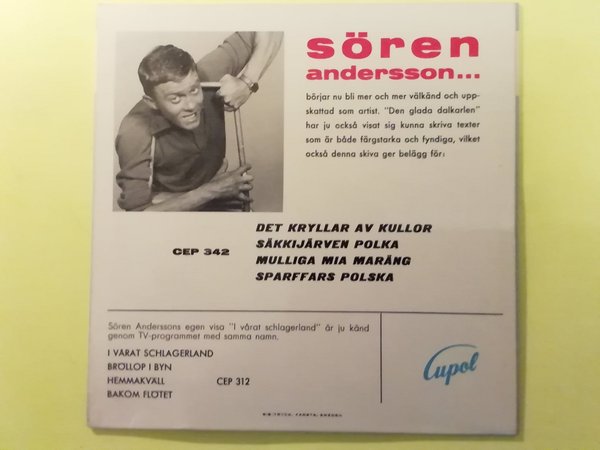 sören
andersson...
börjar nu bli mer och mer välkänd och upp-
skattad som artist. "Den glada dalkarlen"
har ju också visat sig kunna skriva texter
som är både färgstarka och fyndiga, vilket
också denna skiva ger belägg för:
CEP 342
DET KRYLLAR AV KULLOR
SÄKKIJÄRVEN POLKA
MULLIGA MIA MARÄNG
SPARFFARS POLSKA
Sören Anderssons egen visa "I vårat schlagerland" är ju känd
genom TV-programmet med samma namn.
I VÅRAT SCHLAGERLAND
BRÖLLOP I BYN
HEMMAKVÄLL CEP 312
BAKOM FLÖTET
Cupol